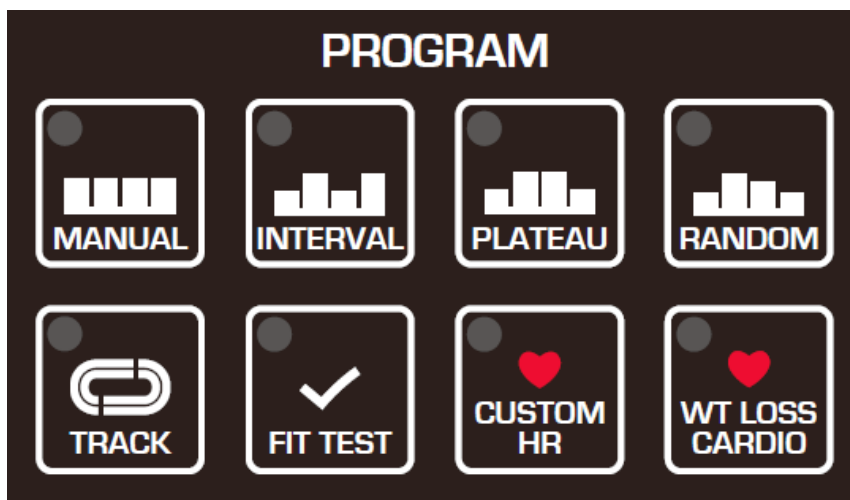 PROGRAM
MANUAL
INTERVAL
PLATEAU
RANDOM
TRACK
FIT TEST
CUSTOM
HR
WT LOSS
CARDIO